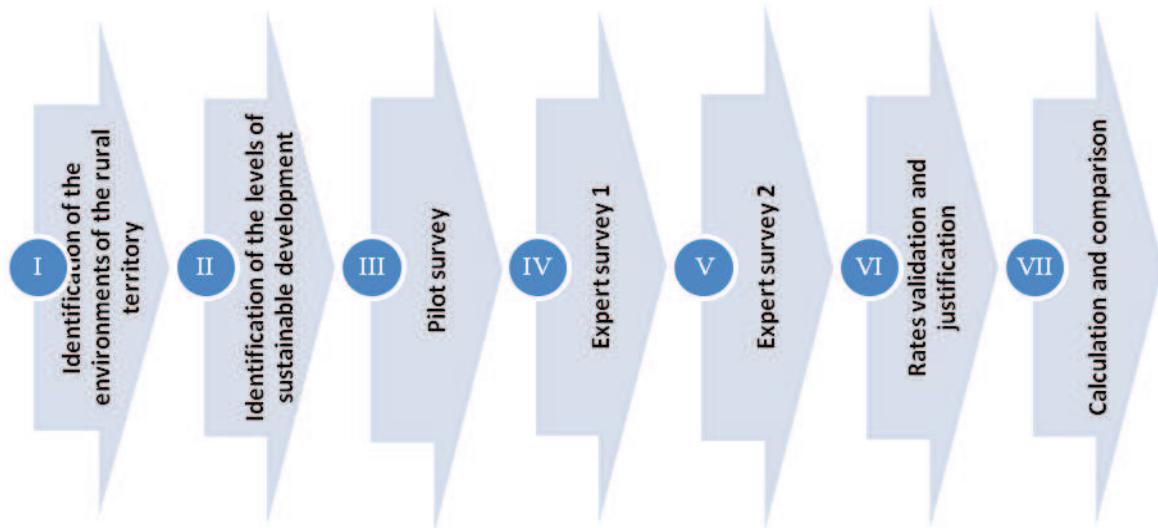 I
Identification of the
environments of the rural
territory
II
Identification of the levels of
sustainable development
III
Pilot survey
IV
Expert survey 1
V
Expert survey 2
VI
Rates validation and
justification
VII
Calculation and comparison